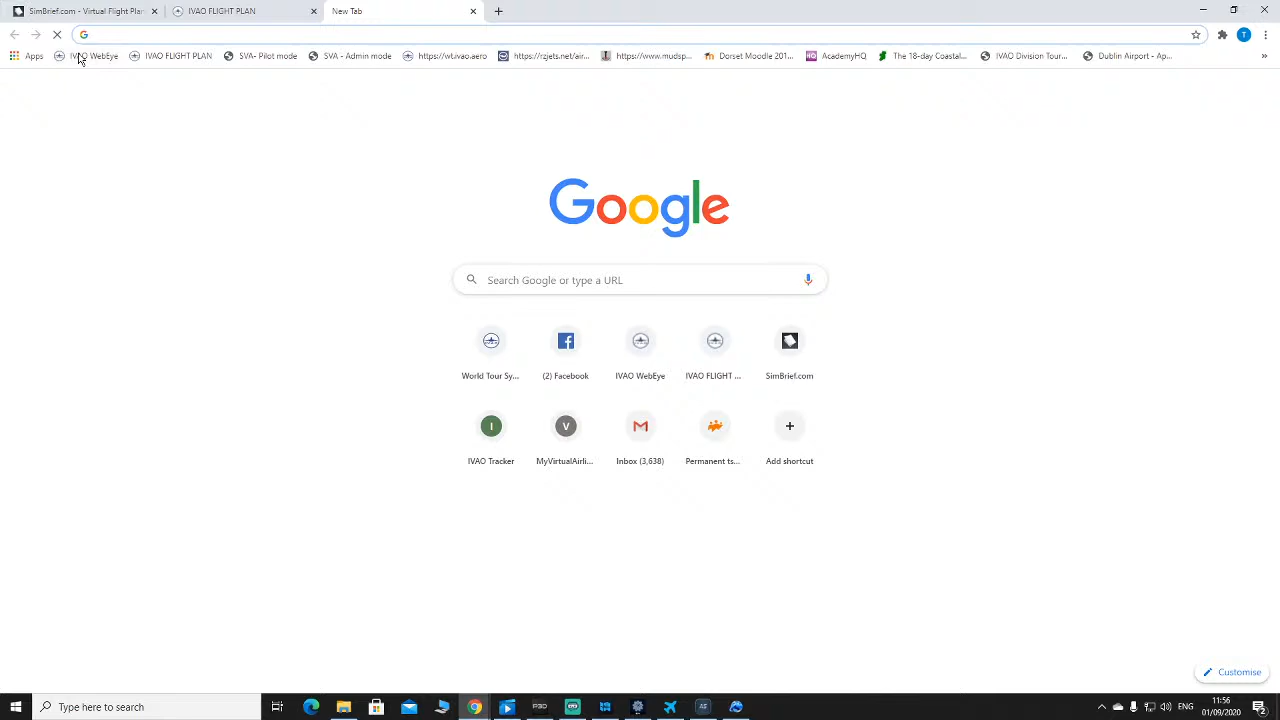 SimBrief.com - Virtual Flight Plan
IVAO FLIGHT PLAN
New Tab
T
Apps
IVAO WebEye
IVAO FLIGHT PLAN
SVA- Pilot mode
SVA - Admin mode
https://wt.ivao.aero
https://rzjets.net/air...
https://www.mudsp...
Dorset Moodle 201...
HQ AcademyHQ
The 18-day Coastal...
IVAO Division Tour...
Dublin Airport - Ap...
»
Google
Search Google or type a URL
World Tour Sy...
(2) Facebook
IVAO WebEye
IVAO FLIGHT ...
SimBrief.com
I
V
IVAO Tracker
MyVirtualAirli...
Inbox (3,638)
Permanent ts...
Add shortcut
Customise
Type here to search
P3D
ENG
11:56
01/09/2020
2